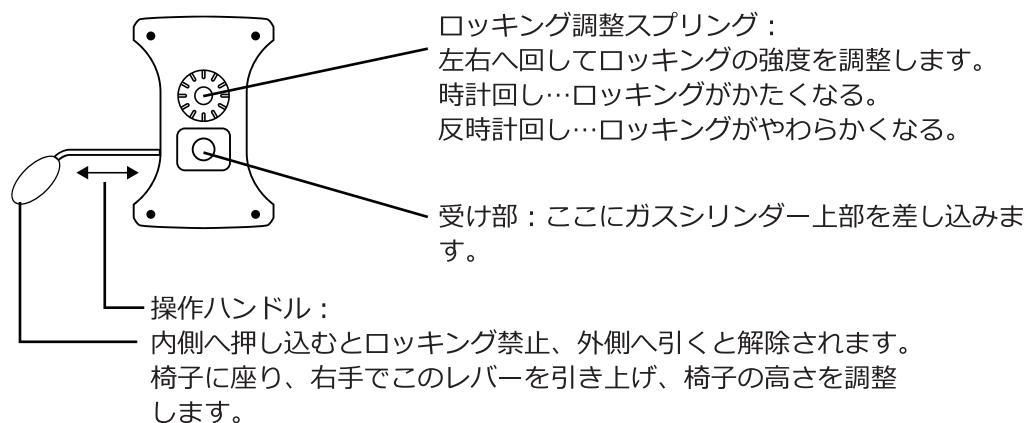 ロッキング調整スプリング：
左右へ回してロッキングの強度を調整します。
時計回し…ロッキングがかたくなる。
反時計回し…ロッキングがやわらかくなる。
受け部：ここにガスシリンダー上部を差し込みま
す。
操作ハンドル：
内側へ押し込むとロッキング禁止、外側へ引くと解除されます。
椅子に座り、右手でこのレバーを引き上げ、椅子の高さを調整
します。